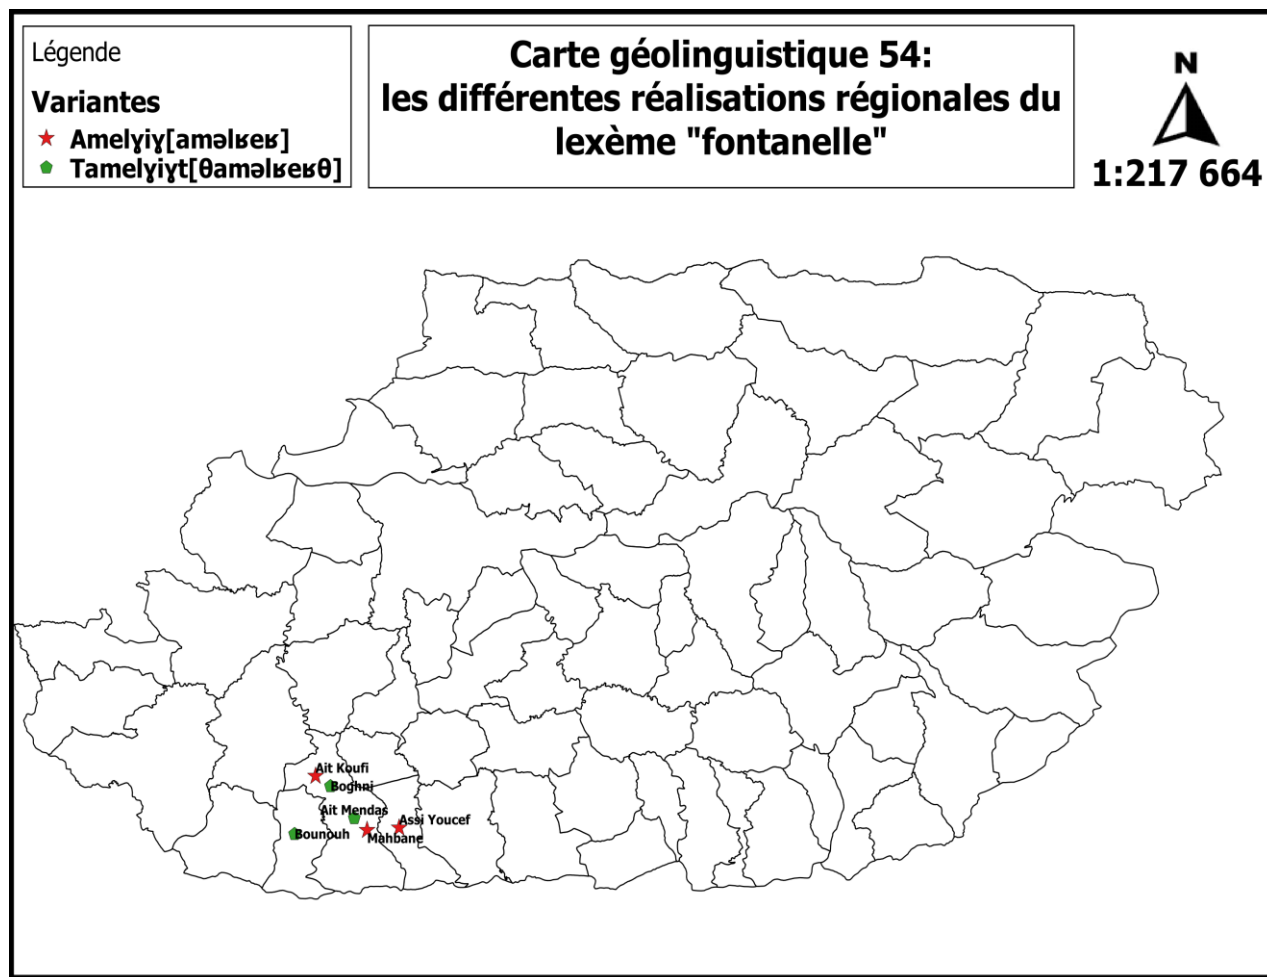 Légende
Variantes
Amelɣiɣ[aməlʁeʁ]
Tamelɣiɣt[θaməlʁeʁθ]
Carte géolinguistique 54:
les différentes réalisations régionales du
lexème "fontanelle"
N
1:217 664
Ait Koufi
Boghni
Ait Mendas
Assi Youcef
Bounouh
Mahbane